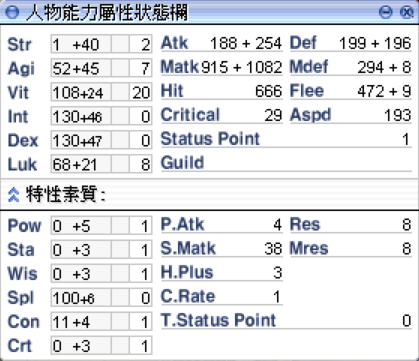 人物能力屬性狀態欄
Str 1 +40 2 Atk 188 + 254 Def 199 + 196
Agi 52+45 7 Matk 915 + 1082 Mdef 294 + 8
Vit 108+24 20 Hit 666 Flee 472 + 9
Int 130+46 0 Critical 29 Aspd 193
Dex 130+47 0 Status Point 1
Luk 68+21 8 Guild
特性素質:
Pow 0 +5 1 P.Atk 4 Res 8
Sta 0 +3 1 S.Matk 38 Mres 8
Wis 0 +3 1 H.Plus 3
Spl 100+6 0 C.Rate 1
Con 11+4 1 T.Status Point 0
Crt 0 +3 1